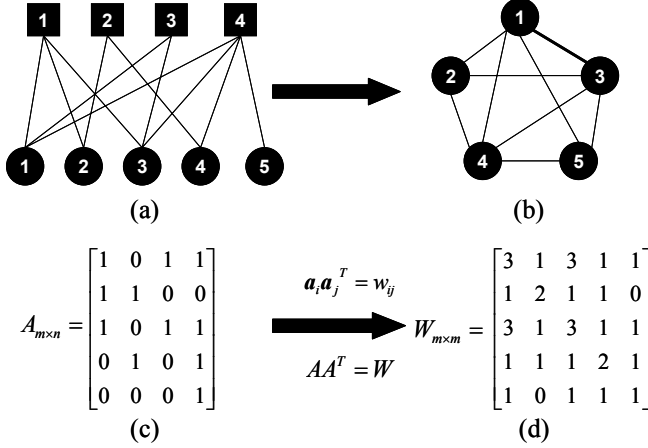 1 2 3 4
1 2 3 4 5
(a)
1
2 3
4 5
(b)
A_{m×n} = [1 0 1 1
1 1 0 0
1 0 1 1
0 1 0 1
0 0 0 1]
(c)
a_i a_j^T = w_{ij}
AA^T = W
W_{m×m} = [3 1 3 1 1
1 2 1 1 0
3 1 3 1 1
1 1 1 2 1
1 0 1 1 1]
(d)